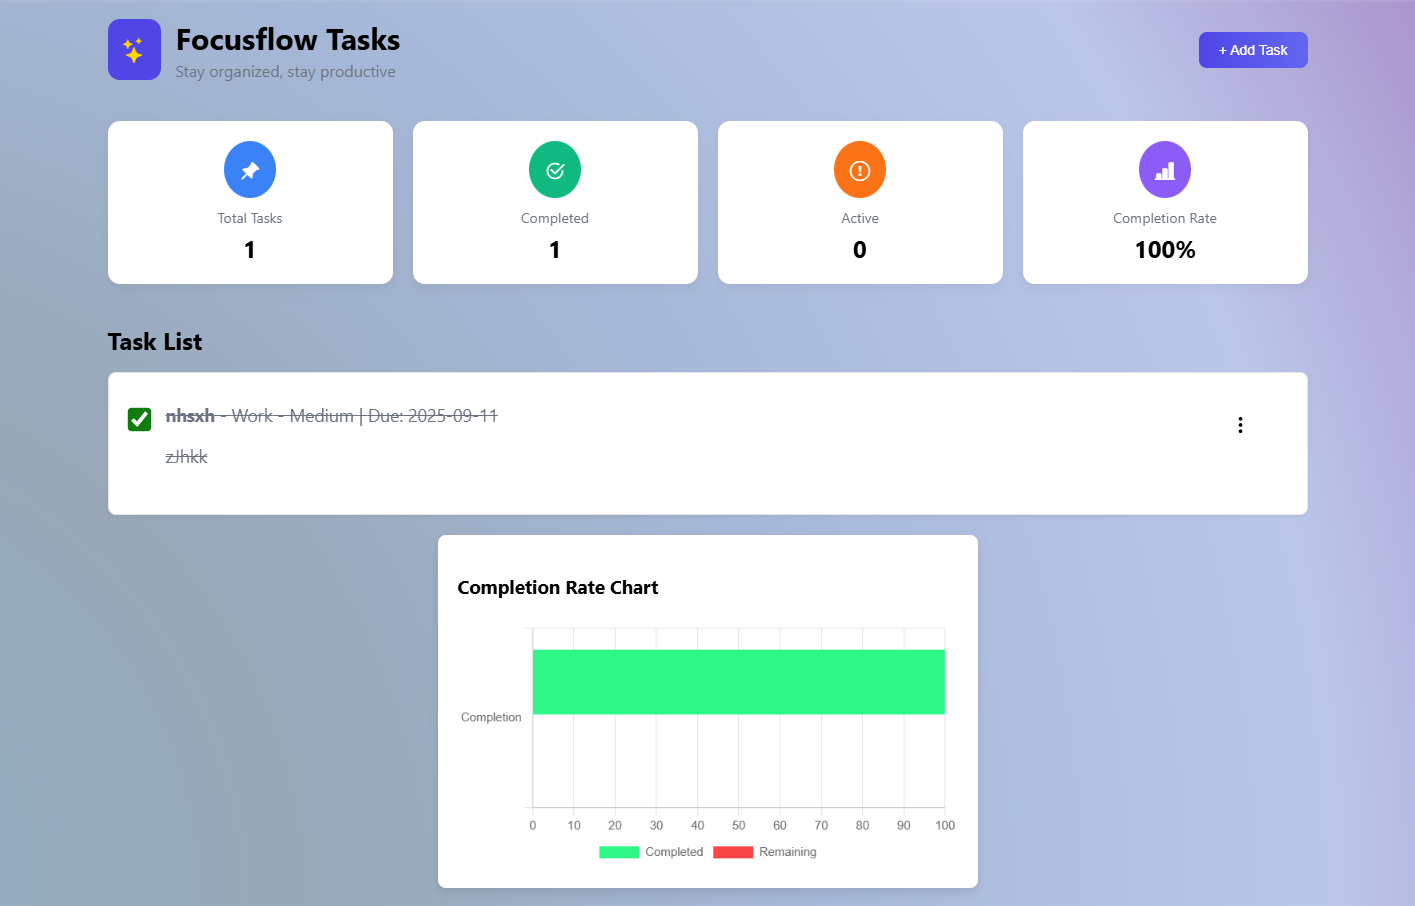 Focusflow Tasks
Stay organized, stay productive
+ Add Task
Total Tasks
1
Completed
1
Active
0
Completion Rate
100%
Task List
nhsxh - Work - Medium | Due: 2025-09-11
zJhkk
Completion Rate Chart
Completion
0 10 20 30 40 50 60 70 80 90 100
Completed Remaining